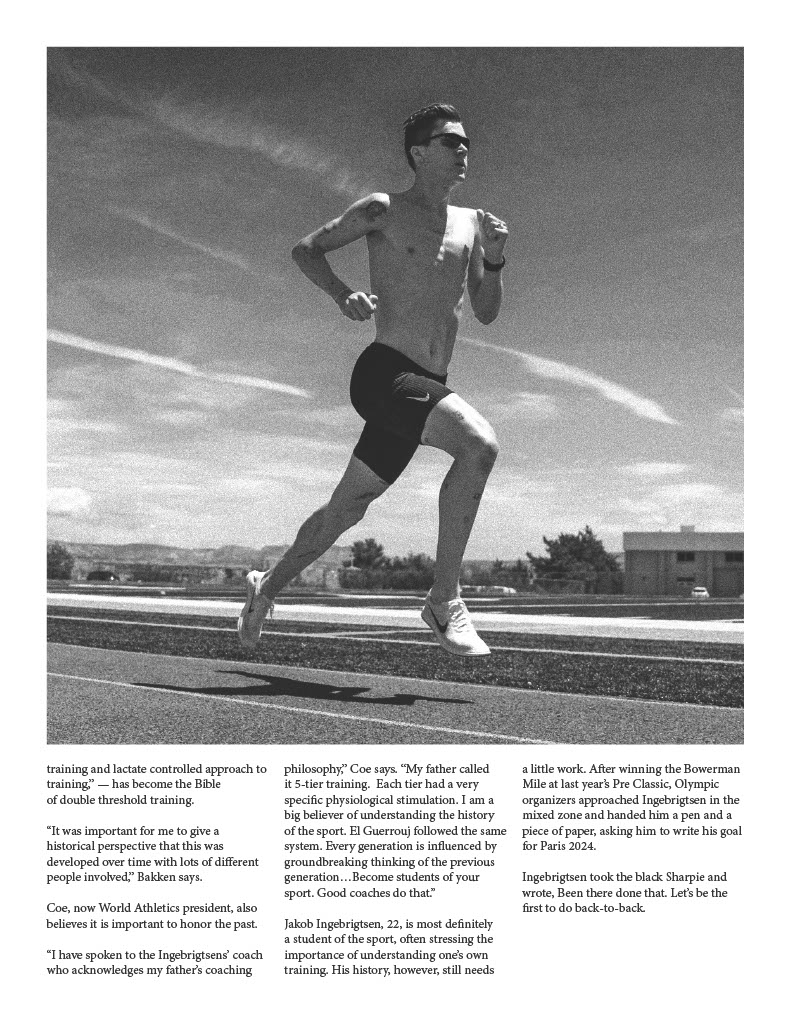 training and lactate controlled approach to
training,” — has become the Bible
of double threshold training.
“It was important for me to give a
historical perspective that this was
developed over time with lots of different
people involved,” Bakken says.
Coe, now World Athletics president, also
believes it is important to honor the past.
“I have spoken to the Ingebrigtsens’ coach
who acknowledges my father’s coaching
philosophy,” Coe says. “My father called
it 5-tier training.  Each tier had a very
specific physiological stimulation. I am a
big believer of understanding the history
of the sport. El Guerrouj followed the same
system. Every generation is influenced by
groundbreaking thinking of the previous
generation…Become students of your
sport. Good coaches do that.”
Jakob Ingebrigtsen, 22, is most definitely
a student of the sport, often stressing the
importance of understanding one’s own
training. His history, however, still needs
a little work. After winning the Bowerman
Mile at last year’s Pre Classic, Olympic
organizers approached Ingebrigtsen in the
mixed zone and handed him a pen and a
piece of paper, asking him to write his goal
for Paris 2024.
Ingebrigtsen took the black Sharpie and
wrote, Been there done that. Let’s be the
first to do back-to-back.